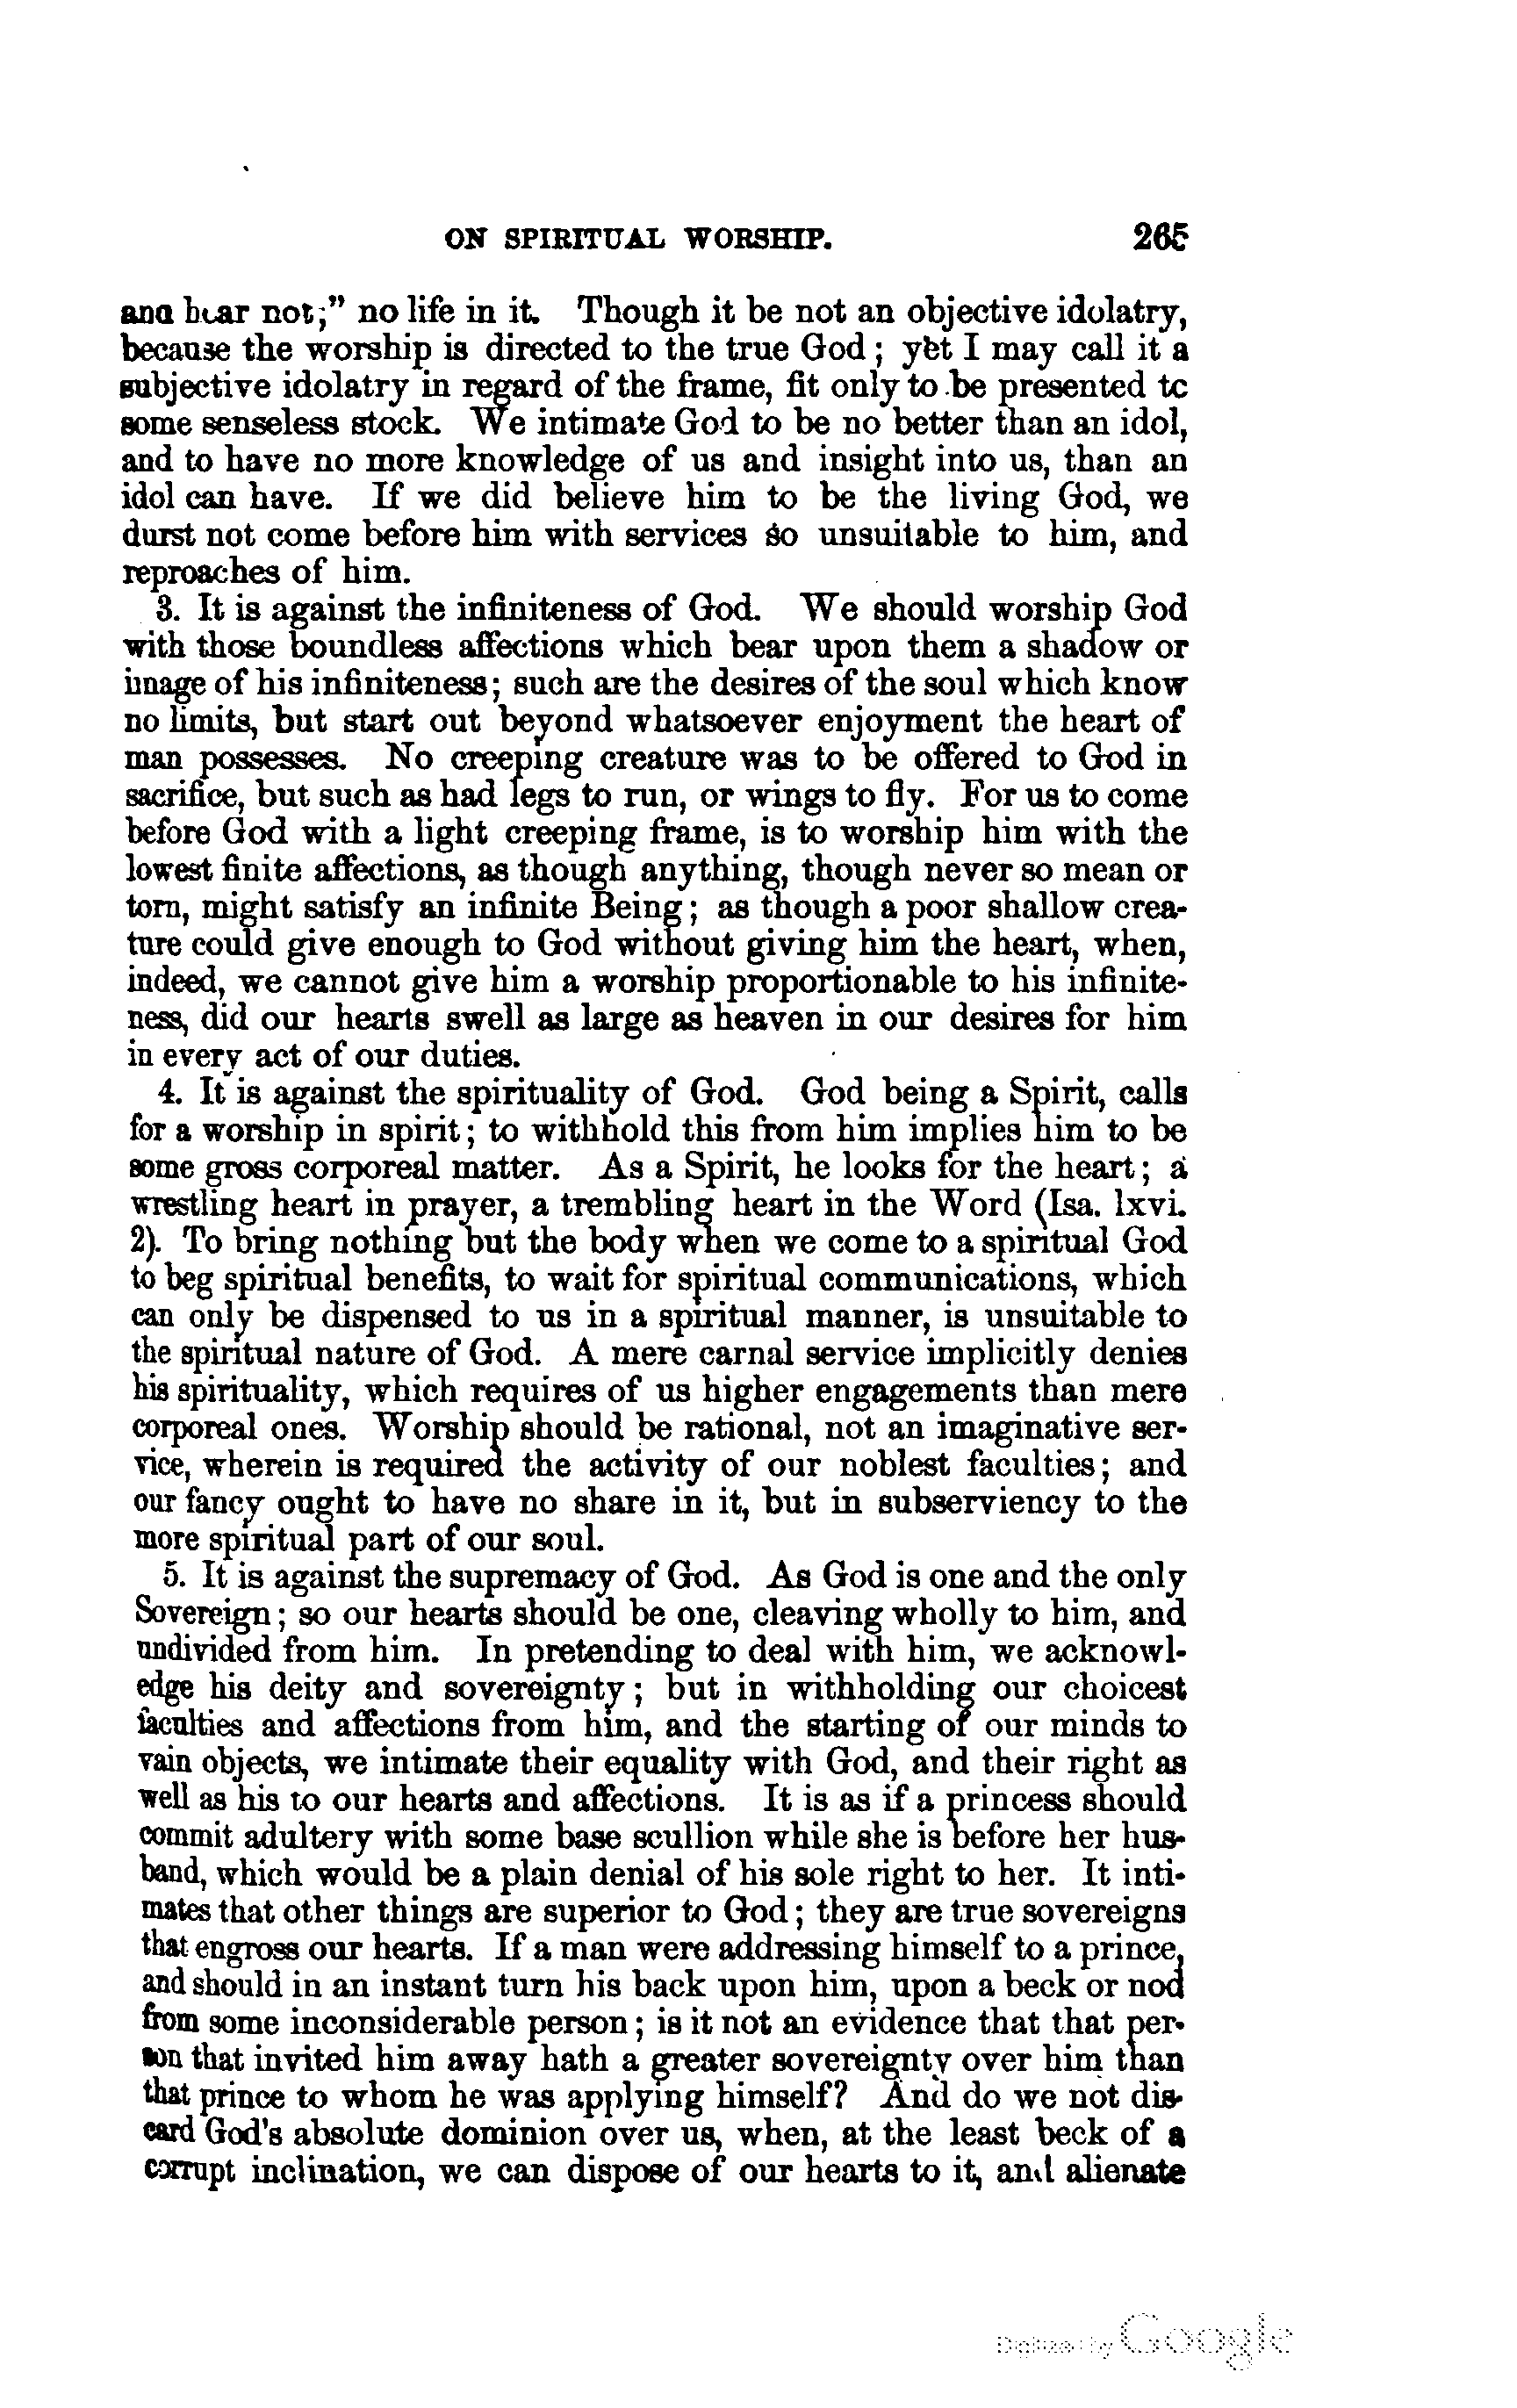 ON SPIRITUAL WORSHIP. 265
and hear not;" no life in it. Though it be not an objective idolatry,
because the worship is directed to the true God; yet I may call it a
subjective idolatry in regard of the frame, fit only to be presented to
some senseless stock. We intimate God to be no better than an idol,
and to have no more knowledge of us and insight into us, than an
idol can have. If we did believe him to be the living God, we
durst not come before him with services so unsuitable to him, and
reproaches of him.
3. It is against the infiniteness of God. We should worship God
with those boundless affections which bear upon them a shadow or
image of his infiniteness; such are the desires of the soul which know
no limits, but start out beyond whatsoever enjoyment the heart of
man possesses. No creeping creature was to be offered to God in
sacrifice, but such as had legs to run, or wings to fly. For us to come
before God with a light creeping frame, is to worship him with the
lowest finite affections, as though anything, though never so mean or
torn, might satisfy an infinite Being; as though a poor shallow crea-
ture could give enough to God without giving him the heart, when,
indeed, we cannot give him a worship proportionable to his infinite-
ness, did our hearts swell as large as heaven in our desires for him
in every act of our duties.
4. It is against the spirituality of God. God being a Spirit, calls
for a worship in spirit; to withhold this from him implies him to be
some gross corporeal matter. As a Spirit, he looks for the heart; a
wrestling heart in prayer, a trembling heart in the Word (Isa. lxvi.
2). To bring nothing but the body when we come to a spiritual God
to beg spiritual benefits, to wait for spiritual communications, which
can only be dispensed to us in a spiritual manner, is unsuitable to
the spiritual nature of God. A mere carnal service implicitly denies
his spirituality, which requires of us higher engagements than mere
corporeal ones. Worship should be rational, not an imaginative ser-
vice, wherein is required the activity of our noblest faculties; and
our fancy ought to have no share in it, but in subserviency to the
more spiritual part of our soul.
5. It is against the supremacy of God. As God is one and the only
Sovereign; so our hearts should be one, cleaving wholly to him, and
undivided from him. In pretending to deal with him, we acknowl-
edge his deity and sovereignty; but in withholding our choicest
faculties and affections from him, and the starting of our minds to
vain objects, we intimate their equality with God, and their right as
well as his to our hearts and affections. It is as if a princess should
commit adultery with some base scullion while she is before her hus-
band, which would be a plain denial of his sole right to her. It inti-
mates that other things are superior to God; they are true sovereigns
that engross our hearts. If a man were addressing himself to a prince,
and should in an instant turn his back upon him, upon a beck or nod
from some inconsiderable person; is it not an evidence that that per-
son that invited him away hath a greater sovereignty over him than
that prince to whom he was applying himself? And do we not dis-
card God's absolute dominion over us, when, at the least beck of a
corrupt inclination, we can dispose of our hearts to it, and alienate
Digitized by Google